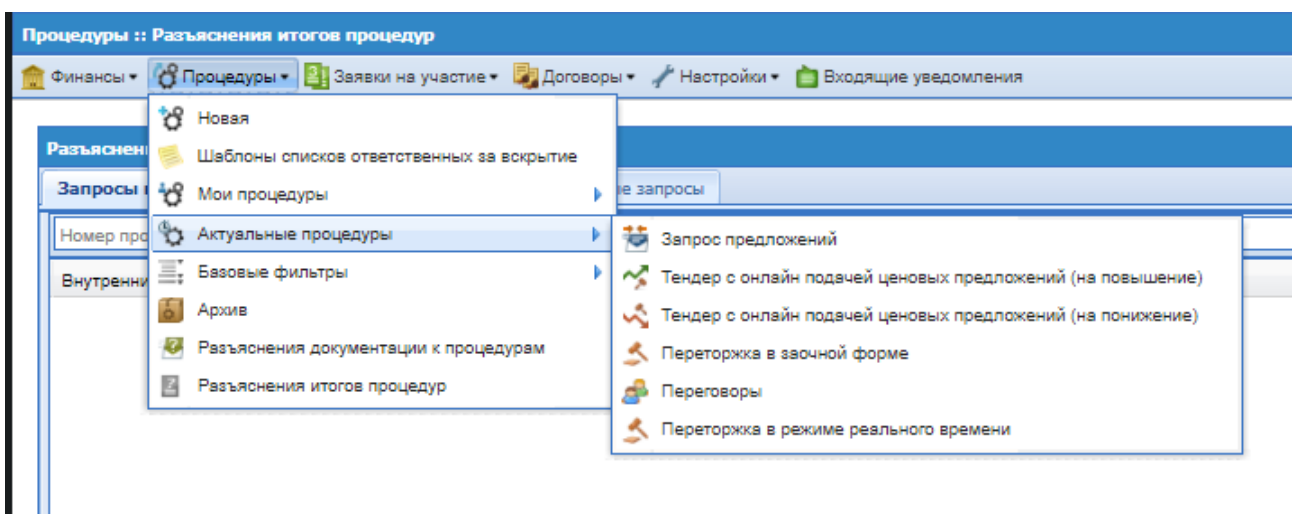 Процедуры :: Разъяснения итогов процедур
Финансы Процедуры Заявки на участие Договоры Настройки Входящие уведомления
Новая
Разъяснен
Шаблоны списков ответственных за вскрытие
Запросы
Мои процедуры
запросы
Номер про
Актуальные процедуры
Запрос предложений
Внутренни
Базовые фильтры
Тендер с онлайн подачей ценовых предложений (на повышение)
Архив
Тендер с онлайн подачей ценовых предложений (на понижение)
Разъяснения документации к процедурам
Переторжка в заочной форме
Разъяснения итогов процедур
Переговоры
Переторжка в режиме реального времени